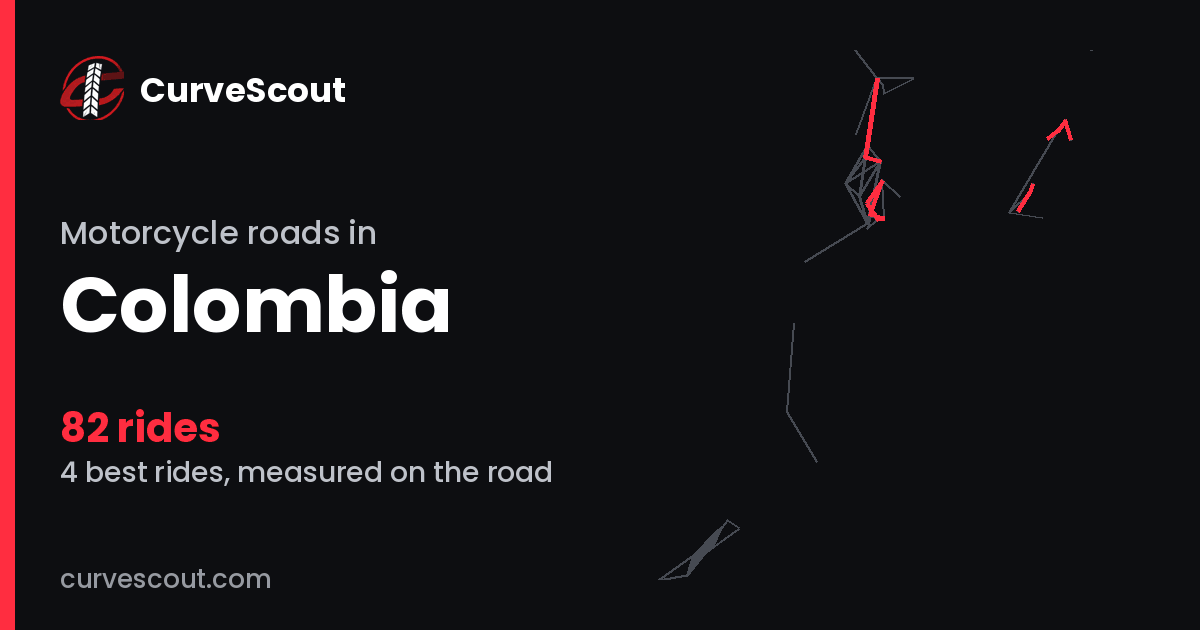 CurveScout
Motorcycle roads in
Colombia
82 rides
4 best rides, measured on the road
curvescout.com